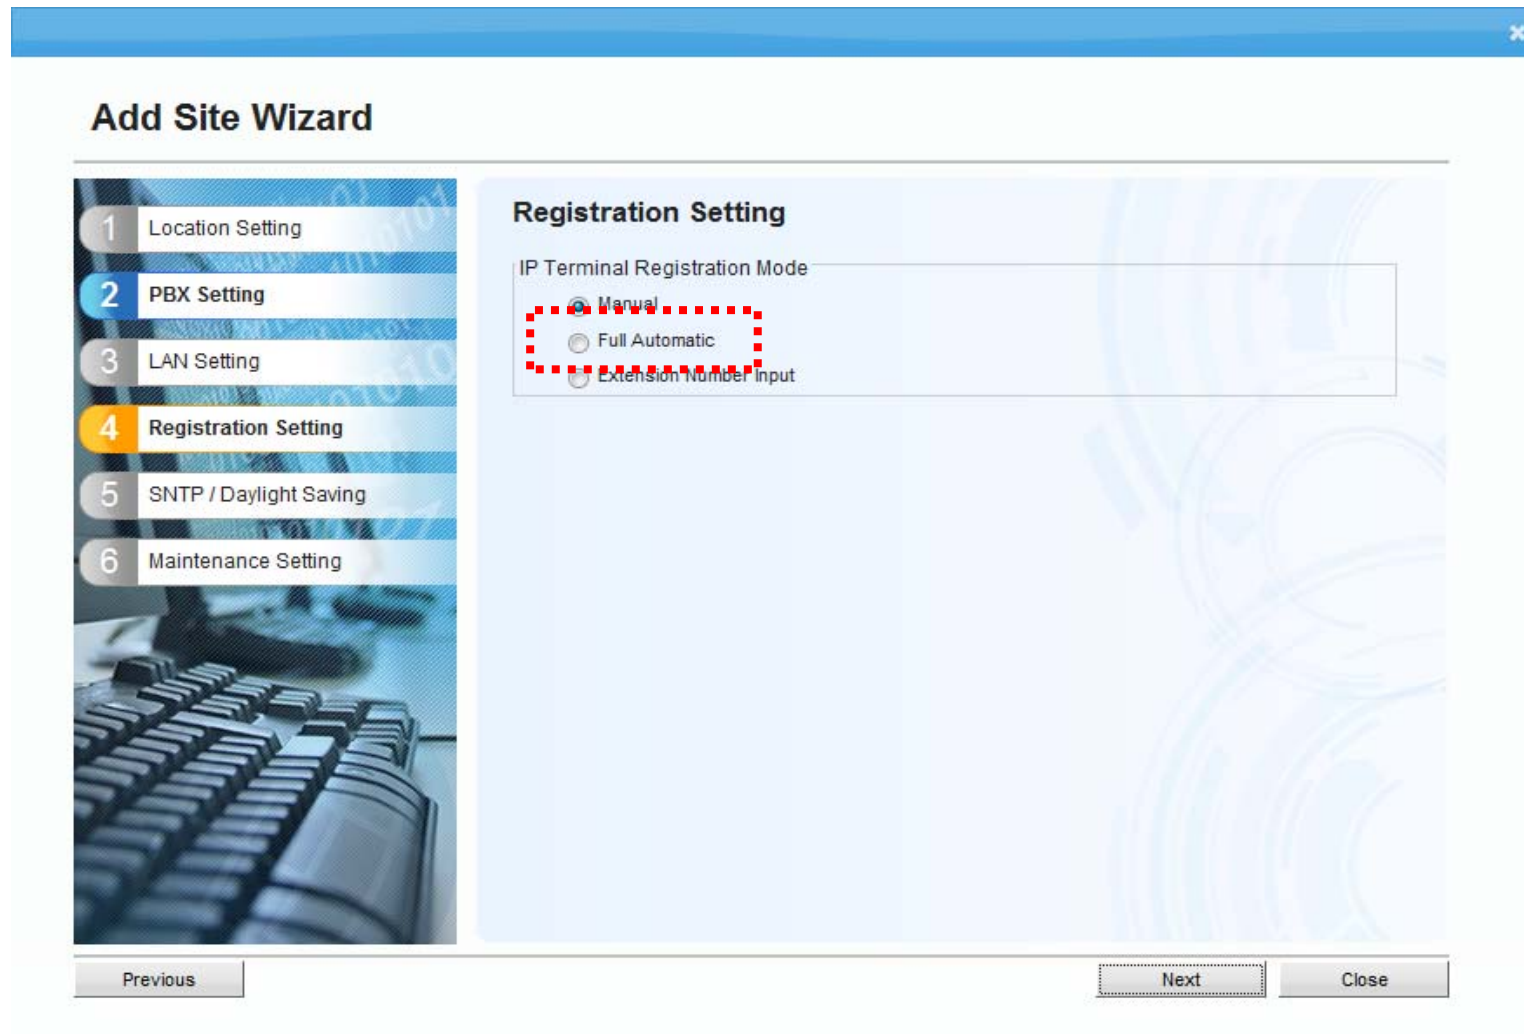 Add Site Wizard
1 Location Setting
2 PBX Setting
3 LAN Setting
4 Registration Setting
5 SNTP / Daylight Saving
6 Maintenance Setting
Registration Setting
IP Terminal Registration Mode
Manual
Full Automatic
Extension Number Input
Previous
Next
Close